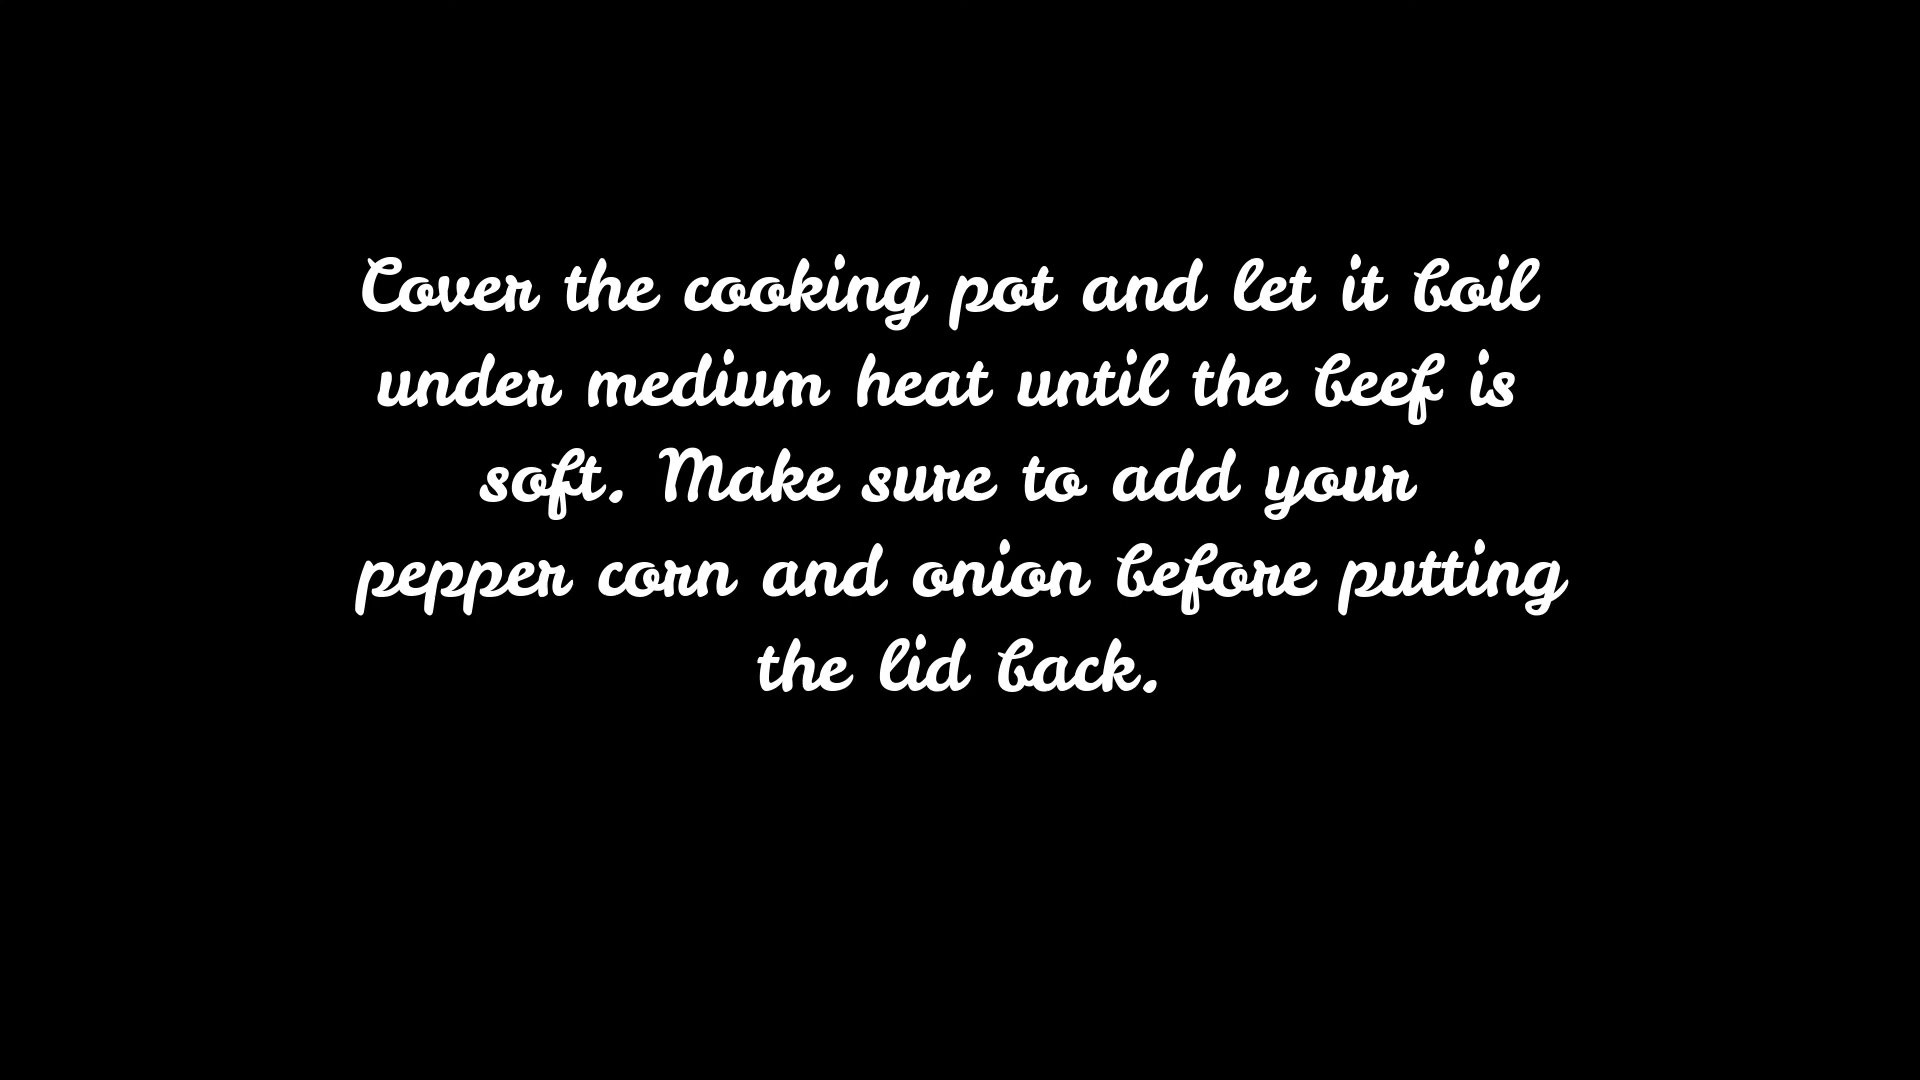 Cover the cooking pot and let it boil
under medium heat until the beef is
soft. Make sure to add your
pepper corn and onion before putting
the lid back.